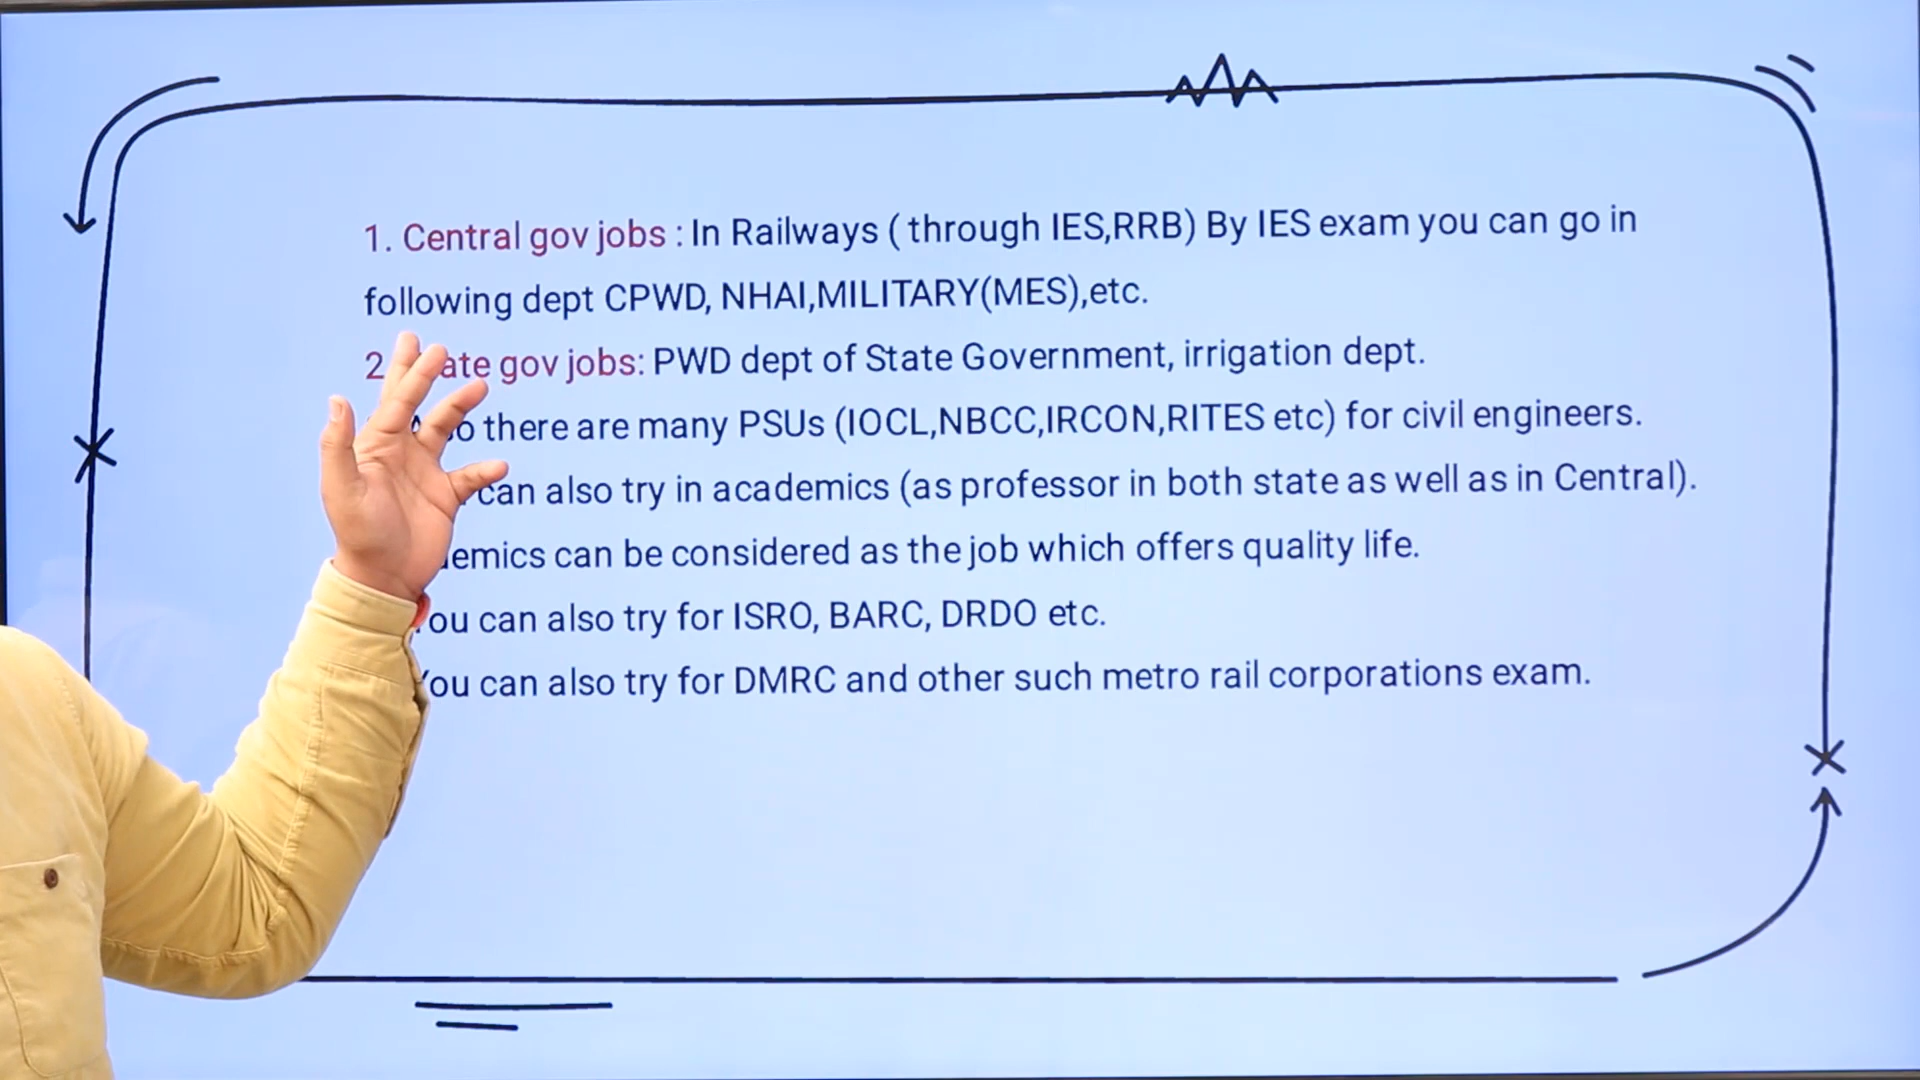 1. Central gov jobs : In Railways ( through IES,RRB) By IES exam you can go in
following dept CPWD, NHAI,MILITARY(MES),etc.
2 gov jobs: PWD dept of State Government, irrigation dept.
there are many PSUs (IOCL,NBCC,IRCON,RITES etc) for civil engineers.
can also try in academics (as professor in both state as well as in Central).
can be considered as the job which offers quality life.
can also try for ISRO, BARC, DRDO etc.
You can also try for DMRC and other such metro rail corporations exam.